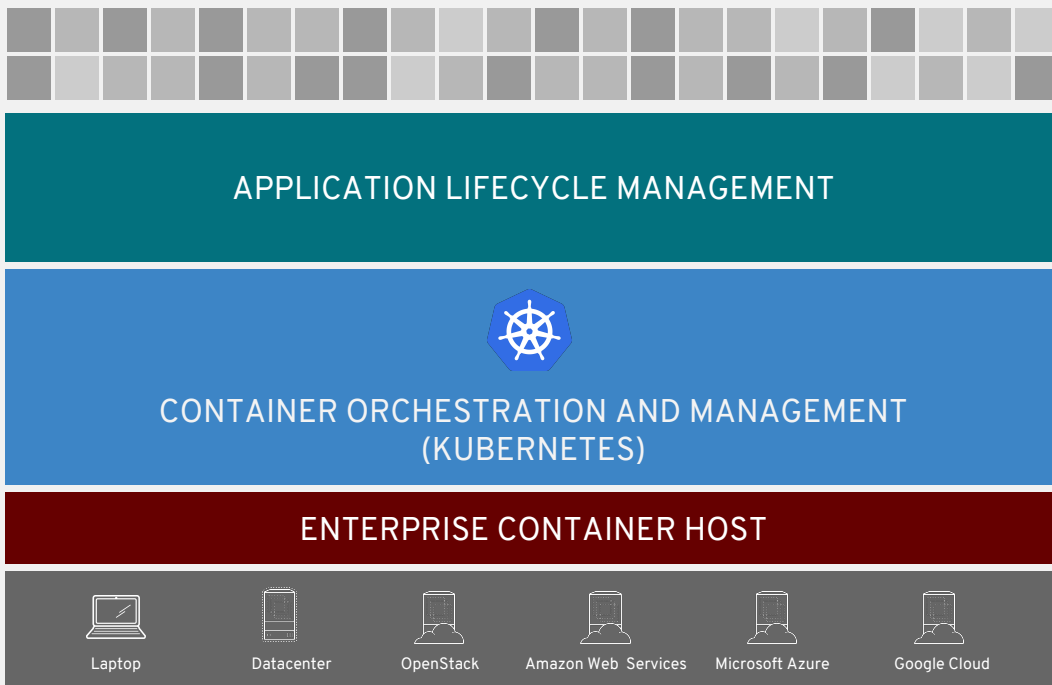 APPLICATION LIFECYCLE MANAGEMENT
CONTAINER ORCHESTRATION AND MANAGEMENT
(KUBERNETES)
ENTERPRISE CONTAINER HOST
Laptop Datacenter OpenStack Amazon Web Services Microsoft Azure Google Cloud